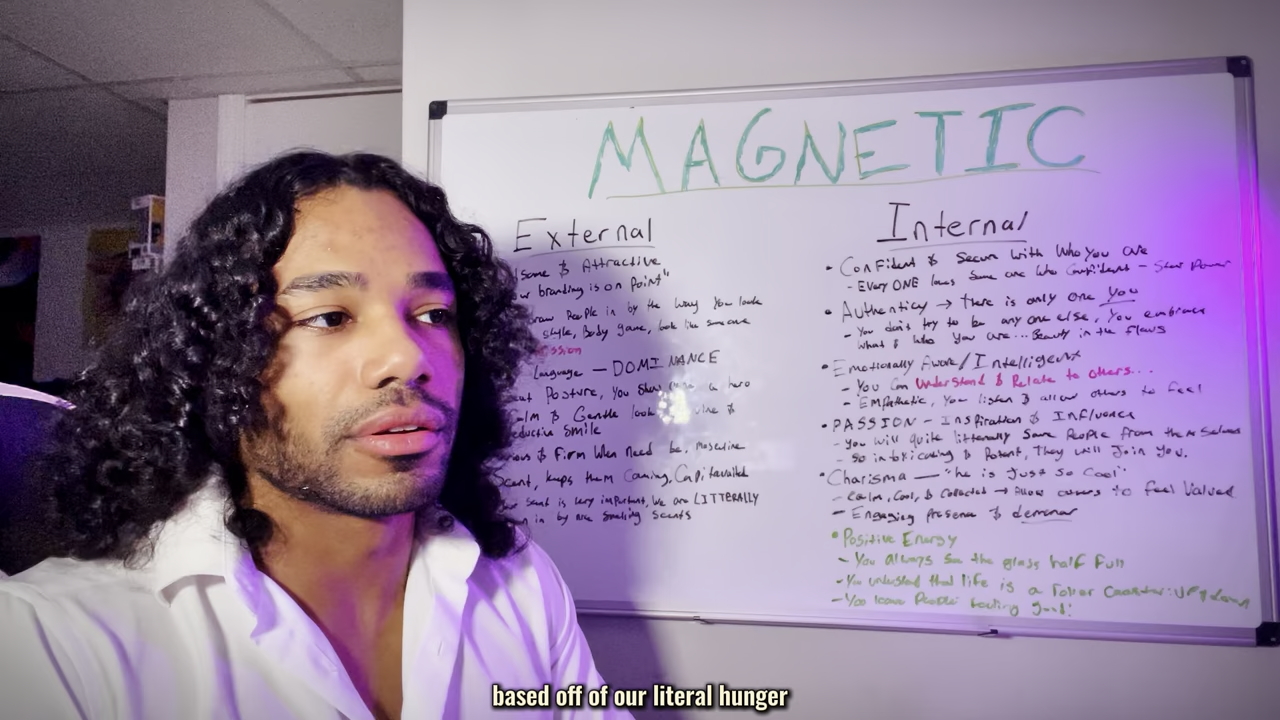 MAGNETIC
External
some & Attractive
branding is on Point"
People in by the way You look
style, Body game, look like someone
ssion
Language — DOMINANCE
Posture, You show a hero
Calm & Gentle look &
seductive smile
& Firm When need be, masculine
Scent, keeps them Coming,
scent is very important, we are LITTERALLY
in by nice smelling scents
Internal
• Confident & Secure with Who You are
- Every ONE loves Some one Who Confident - Star Power
• Authenticy → there is only one You
- You don't try to be any one else, You embrace
what & who You are... Beauty in the flaws
• Emotionally Aware/Intelligent
- You Can Understand & Relate to others...
- Empathetic, You listen & allow others to feel
• PASSION - Inspiration & Influence
- You will quite litterally Save People from themselves
- So intoxicating & Potent, They will Join You.
• Charisma — "he is Just so Cool"
- Calm, Cool, & Collected → Allow others to feel Valued
- Engaging Presence & demenor
• Positive Energy
- You always see the glass half full
- You understand that life is a roller Coaster: UP & down
- You leave People feeling good!
based off of our literal hunger